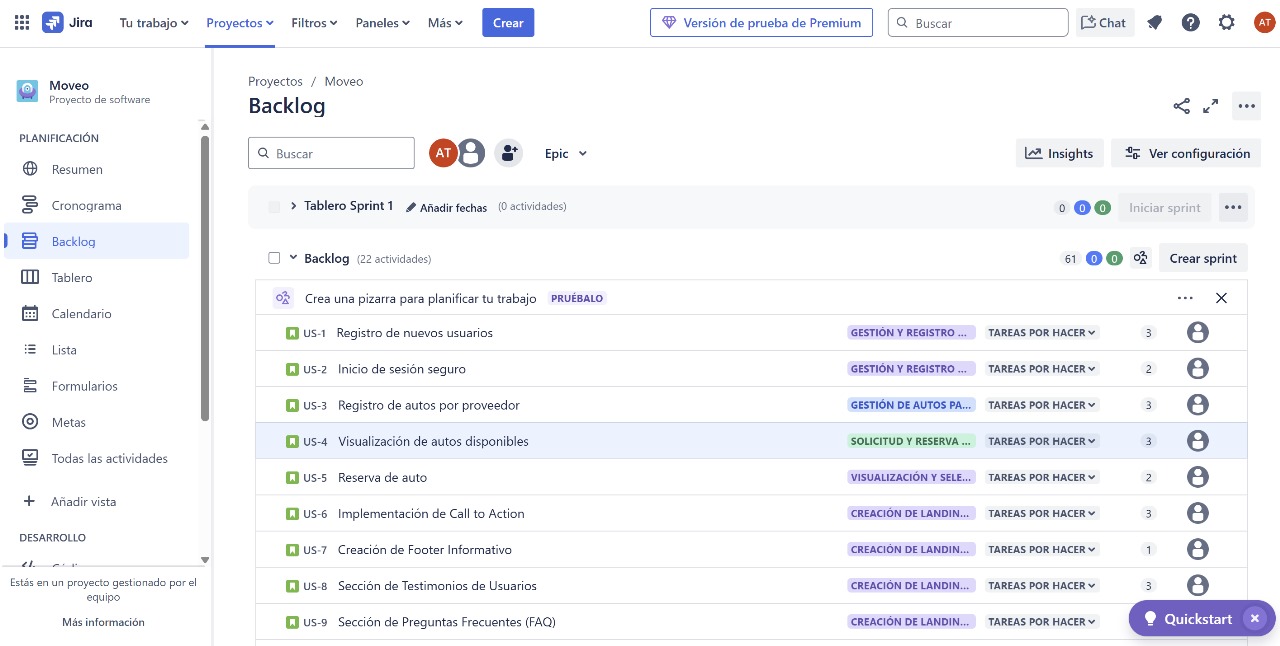 Jira Tu trabajo Proyectos Filtros Paneles Más Crear Versión de prueba de Premium Buscar Chat AT
Moveo
Proyecto de software
PLANIFICACIÓN
Resumen
Cronograma
Backlog
Tablero
Calendario
Lista
Formularios
Metas
Todas las actividades
Añadir vista
DESARROLLO
Estás en un proyecto gestionado por el
equipo
Más información
Proyectos / Moveo
Backlog
Buscar AT Epic Insights Ver configuración
Tablero Sprint 1 Añadir fechas (0 actividades) 0 0 0 Iniciar sprint
Backlog (22 actividades) 61 0 0 Crear sprint
Crea una pizarra para planificar tu trabajo PRUÉBALO
US-1 Registro de nuevos usuarios GESTIÓN Y REGISTRO ... TAREAS POR HACER 3
US-2 Inicio de sesión seguro GESTIÓN Y REGISTRO ... TAREAS POR HACER 2
US-3 Registro de autos por proveedor GESTIÓN DE AUTOS PA... TAREAS POR HACER 3
US-4 Visualización de autos disponibles SOLICITUD Y RESERVA ... TAREAS POR HACER 3
US-5 Reserva de auto VISUALIZACIÓN Y SELE... TAREAS POR HACER 2
US-6 Implementación de Call to Action CREACIÓN DE LANDIN... TAREAS POR HACER 3
US-7 Creación de Footer Informativo CREACIÓN DE LANDIN... TAREAS POR HACER 1
US-8 Sección de Testimonios de Usuarios CREACIÓN DE LANDIN... TAREAS POR HACER 3
US-9 Sección de Preguntas Frecuentes (FAQ) CREACIÓN DE LANDIN... TAREAS POR HACER
Quickstart